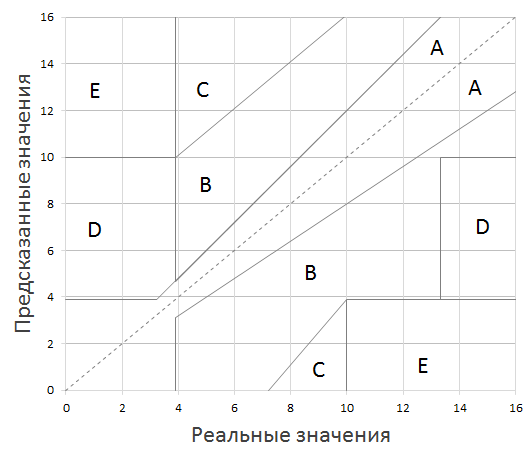 Предсказанные значения
16
14
12
10
8
6
4
2
0
A
A
E
C
B
D
D
B
C
E
0 2 4 6 8 10 12 14 16
Реальные значения